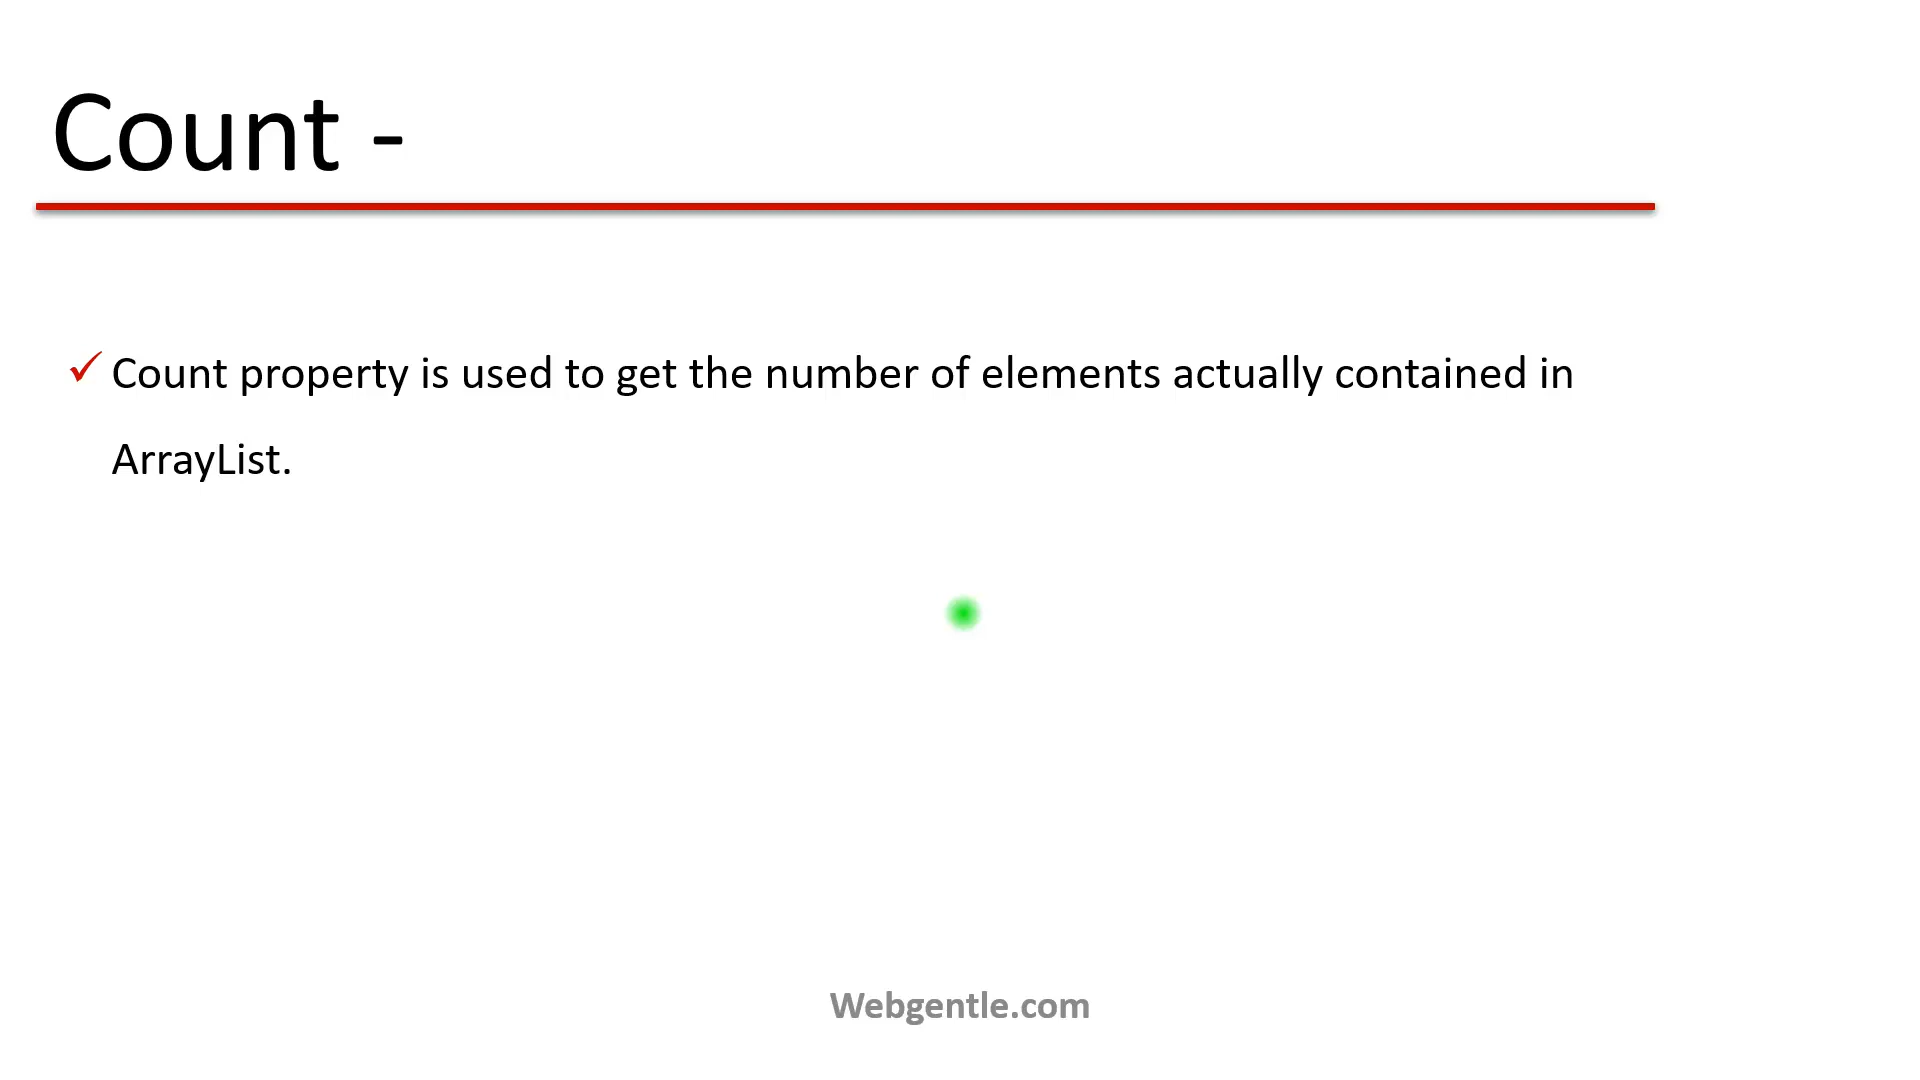 Count -
Count property is used to get the number of elements actually contained in
ArrayList.
Webgentle.com